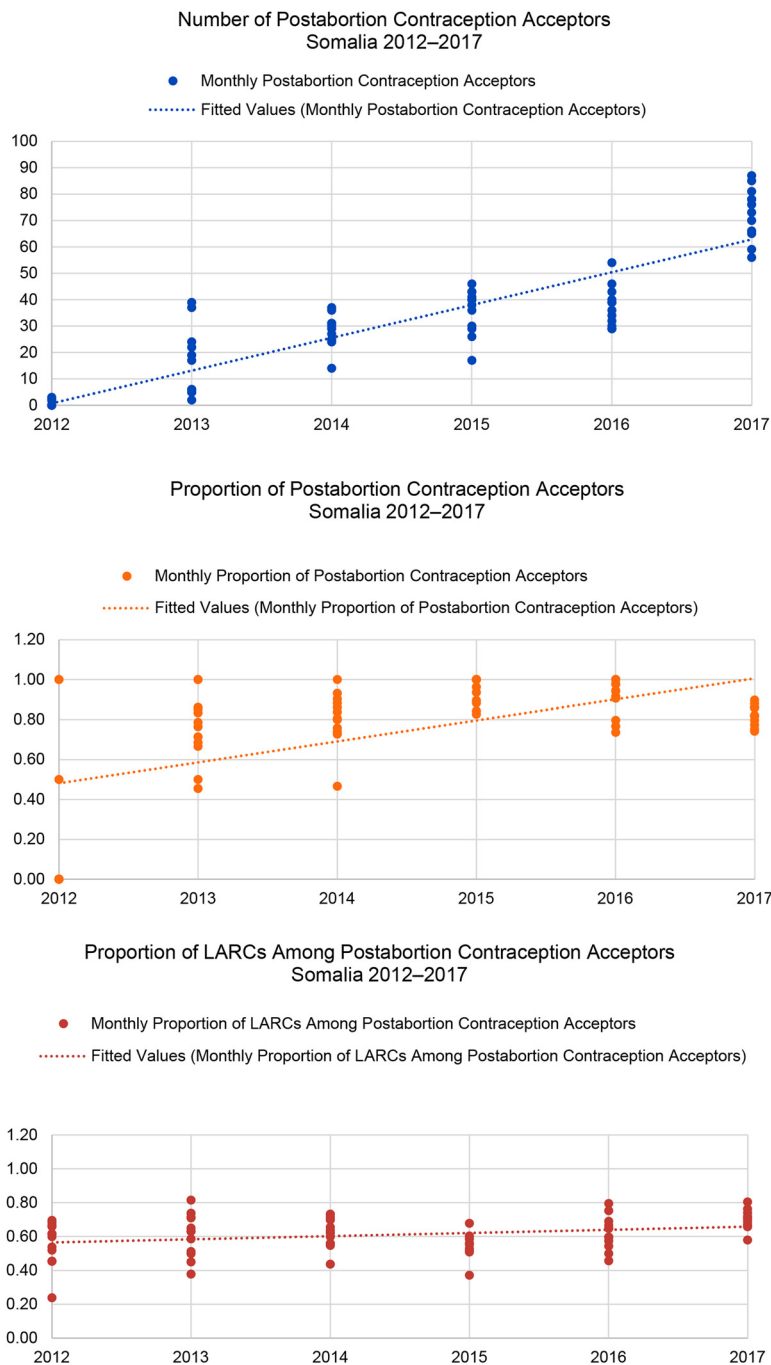 Number of Postabortion Contraception Acceptors
Somalia 2012–2017
Monthly Postabortion Contraception Acceptors
Fitted Values (Monthly Postabortion Contraception Acceptors)
100
90
80
70
60
50
40
30
20
10
0
2012 2013 2014 2015 2016 2017
Proportion of Postabortion Contraception Acceptors
Somalia 2012–2017
Monthly Proportion of Postabortion Contraception Acceptors
Fitted Values (Monthly Proportion of Postabortion Contraception Acceptors)
1.20
1.00
0.80
0.60
0.40
0.20
0.00
2012 2013 2014 2015 2016 2017
Proportion of LARCs Among Postabortion Contraception Acceptors
Somalia 2012–2017
Monthly Proportion of LARCs Among Postabortion Contraception Acceptors
Fitted Values (Monthly Proportion of LARCs Among Postabortion Contraception Acceptors)
1.20
1.00
0.80
0.60
0.40
0.20
0.00
2012 2013 2014 2015 2016 2017